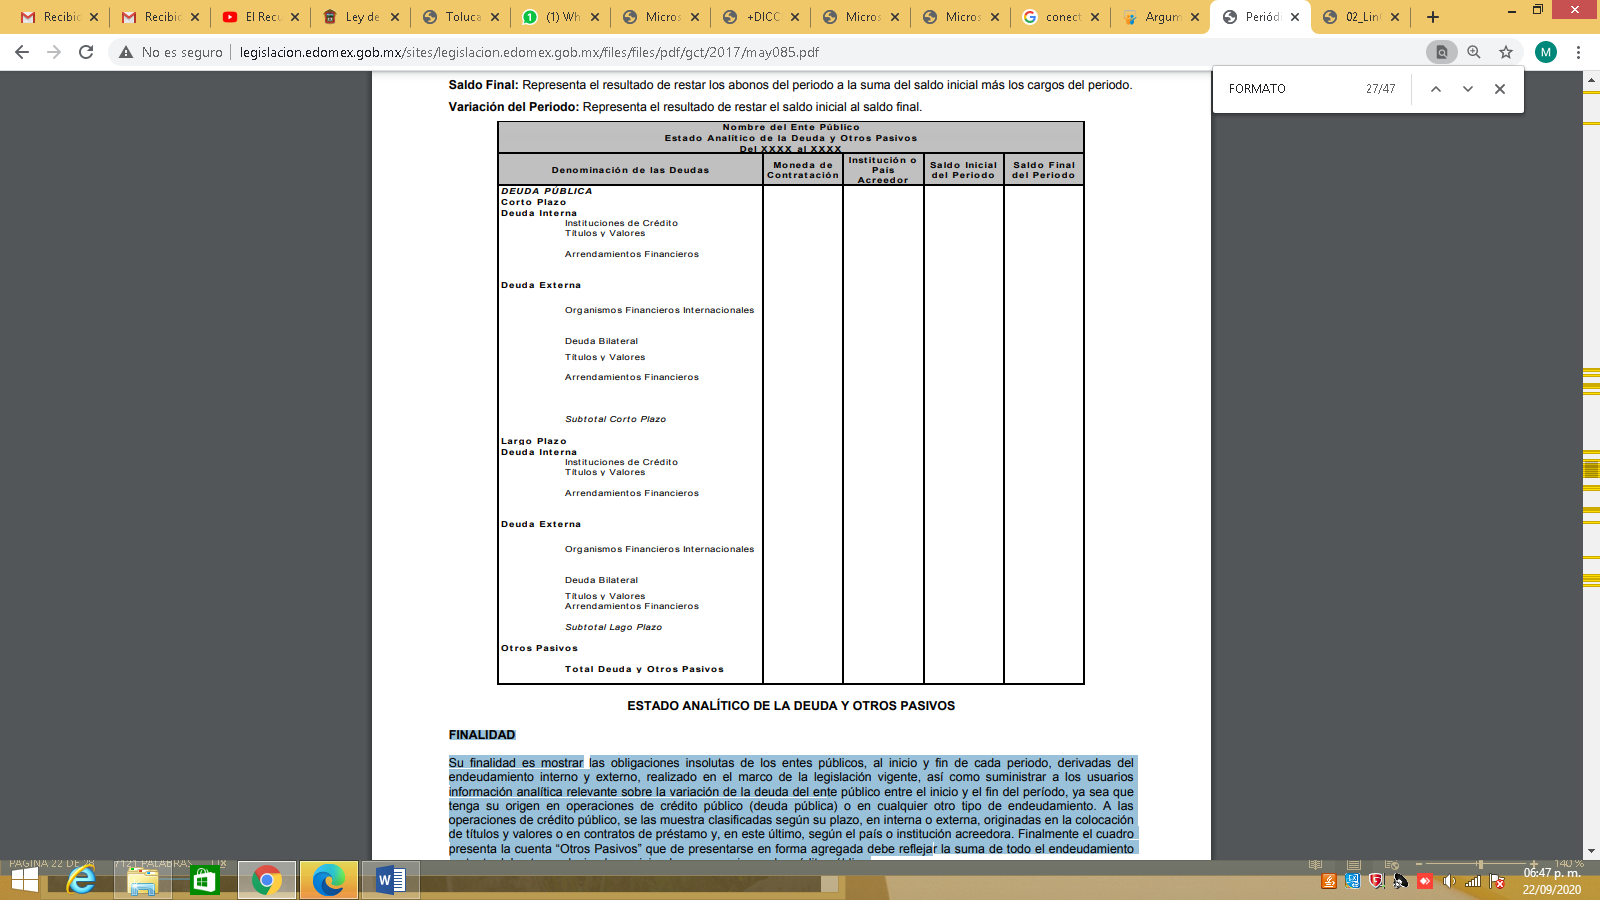 Recibic
Recibic
El Recu
Ley de
Toluca
(1) Wh
Micros
+DICC
Micros
Micros
conect
Argum
Periód
02_Lin
No es seguro
legislacion.edomex.gob.mx/sites/legislacion.edomex.gob.mx/files/files/pdf/gct/2017/may085.pdf
M
FORMATO 27/47
Saldo Final: Representa el resultado de restar los abonos del periodo a la suma del saldo inicial más los cargos del periodo.
Variación del Periodo: Representa el resultado de restar el saldo inicial al saldo final.
Nombre del Ente Público
Estado Analítico de la Deuda y Otros Pasivos
Del XXXX al XXXX
Denominación de las Deudas
Moneda de
Contratación
Institución o
País
Acreedor
Saldo Inicial
del Periodo
Saldo Final
del Periodo
DEUDA PÚBLICA
Corto Plazo
Deuda Interna
Instituciones de Crédito
Títulos y Valores
Arrendamientos Financieros
Deuda Externa
Organismos Financieros Internacionales
Deuda Bilateral
Títulos y Valores
Arrendamientos Financieros
Subtotal Corto Plazo
Largo Plazo
Deuda Interna
Instituciones de Crédito
Títulos y Valores
Arrendamientos Financieros
Deuda Externa
Organismos Financieros Internacionales
Deuda Bilateral
Títulos y Valores
Arrendamientos Financieros
Subtotal Lago Plazo
Otros Pasivos
Total Deuda y Otros Pasivos
ESTADO ANALÍTICO DE LA DEUDA Y OTROS PASIVOS
FINALIDAD
Su finalidad es mostrar las obligaciones insolutas de los entes públicos, al inicio y fin de cada periodo, derivadas del
endeudamiento interno y externo, realizado en el marco de la legislación vigente, así como suministrar a los usuarios
información analítica relevante sobre la variación de la deuda del ente público entre el inicio y el fin del período, ya sea que
tenga su origen en operaciones de crédito público (deuda pública) o en cualquier otro tipo de endeudamiento. A las
operaciones de crédito público, se las muestra clasificadas según su plazo, en interna o externa, originadas en la colocación
de títulos y valores o en contratos de préstamo y, en este último, según el país o institución acreedora. Finalmente el cuadro
presenta la cuenta “Otros Pasivos” que de presentarse en forma agregada debe reflejar la suma de todo el endeudamiento
PÁGINA 22 DE 28 7121 PALABRAS
140 %
06:47 p. m.
22/09/2020